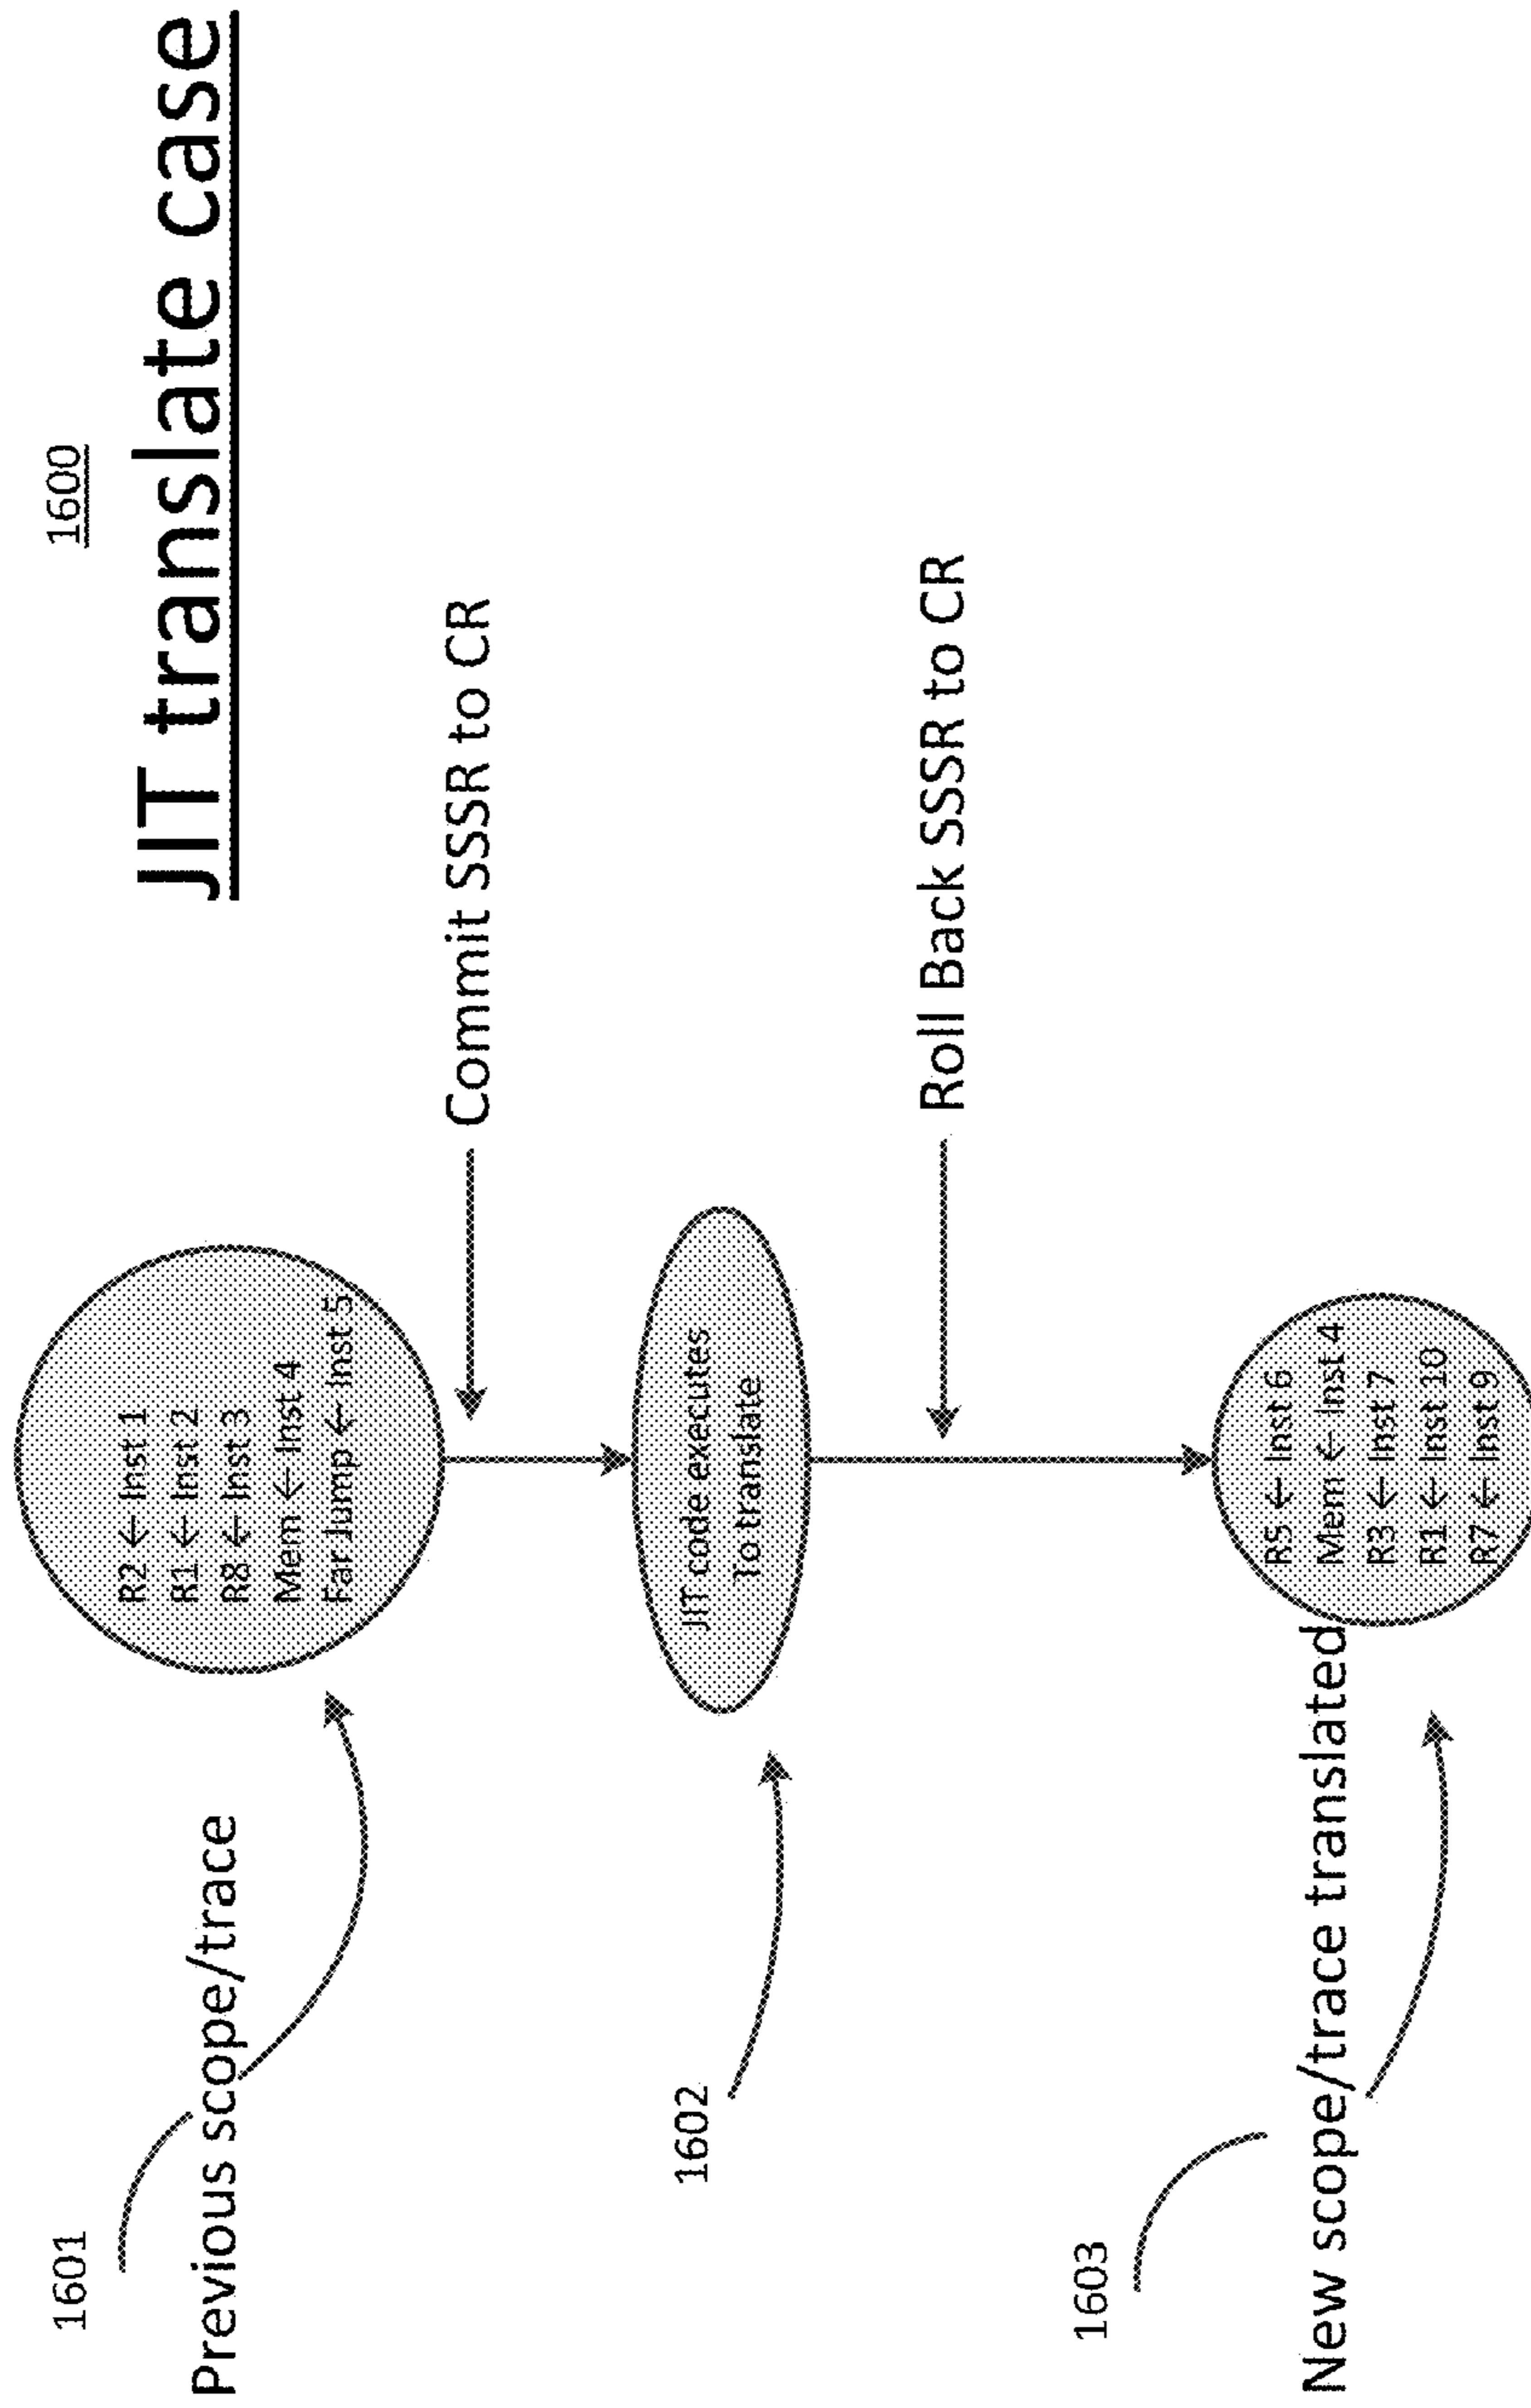 1600
JIT translate case
1601
Previous scope/trace
R2 ← Inst 1
R1 ← Inst 2
R8 ← Inst 3
Mem ← Inst 4
Far Jump ← Inst 5
Commit SSSR to CR
1602
JIT code executes
To translate
Roll Back SSSR to CR
1603
New scope/trace translated
R5 ← Inst 6
Mem ← Inst 4
R3 ← Inst 7
R1 ← Inst 10
R7 ← Inst 9